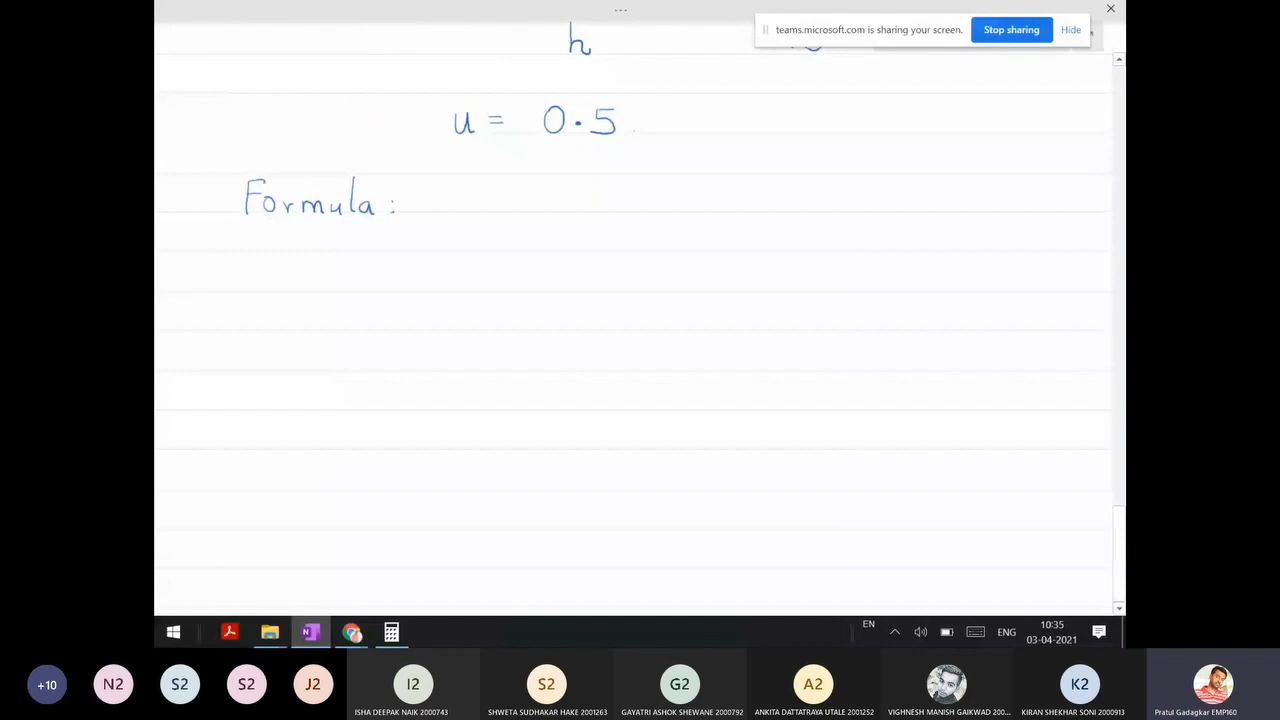 teams.microsoft.com is sharing your screen. Stop sharing Hide
h
u = 0.5
Formula:
EN
ENG
10:35
03-04-2021
+10 N2 S2 S2 J2 I2 S2 G2 A2 K2
ISHA DEEPAK NAIK 2000743 SHWETA SUDHAKAR HAKE 2001263 GAYATRI ASHOK SHEWANE 2000792 ANKITA DATTATRAYA UTALE 2001252 VIGHNESH MANISH GAIKWAD 200... KIRAN SHEKHAR SONI 2000913 Pratul Gadagkar EMP160